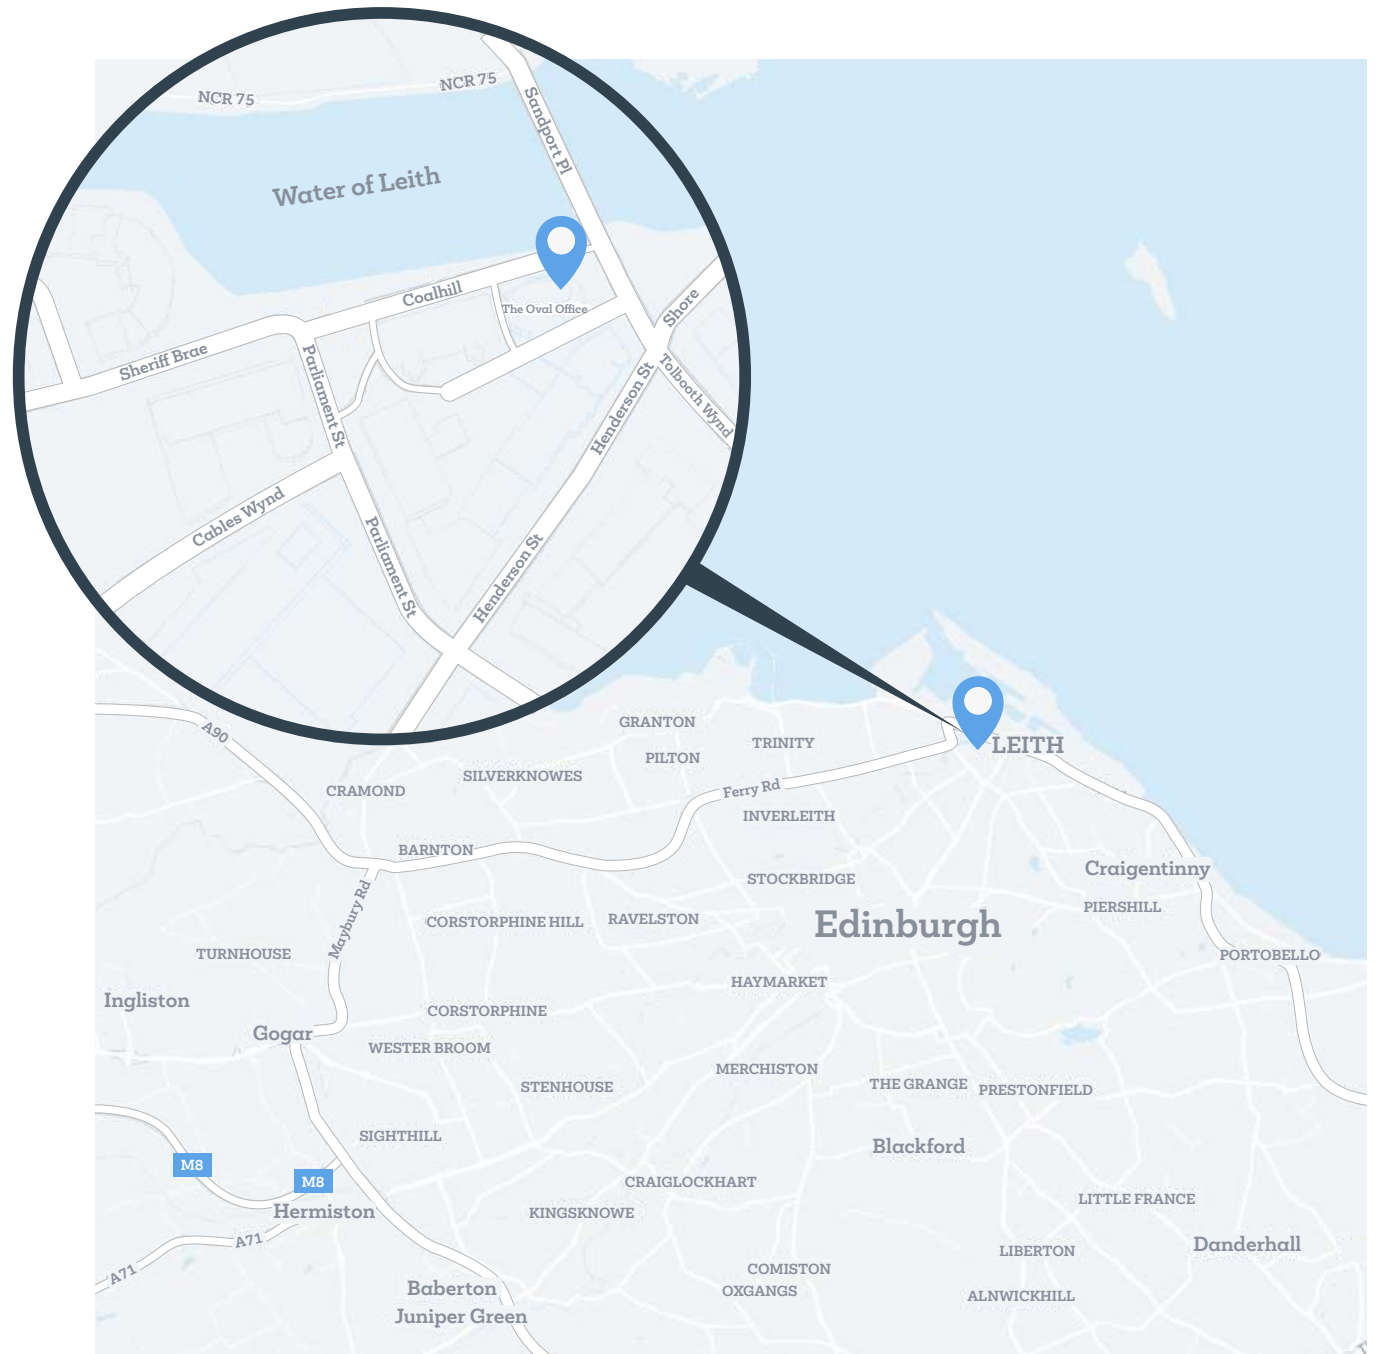 NCR 75
NCR 75
Sandport Pl
Water of Leith
Coalhill
The Oval Office
Shore
Sheriff Brae
Parliament St
Henderson St
Tolbooth Wynd
Cables Wynd
Parliament St
Henderson St
A90
GRANTON
TRINITY
LEITH
PILTON
SILVERKNOWES
CRAMOND
Ferry Rd
INVERLEITH
BARNTON
Craigentinny
STOCKBRIDGE
Maybury Rd
PIERSHILL
CORSTORPHINE HILL
RAVELSTON
Edinburgh
TURNHOUSE
PORTOBELLO
HAYMARKET
Ingliston
CORSTORPHINE
Gogar
WESTER BROOM
MERCHISTON
STENHOUSE
THE GRANGE
PRESTONFIELD
SIGHTHILL
Blackford
M8
M8
CRAIGLOCKHART
LITTLE FRANCE
Hermiston
KINGSKNOWE
A71
Danderhall
LIBERTON
A71
COMISTON
Baberton
OXGANGS
ALNWICKHILL
Juniper Green